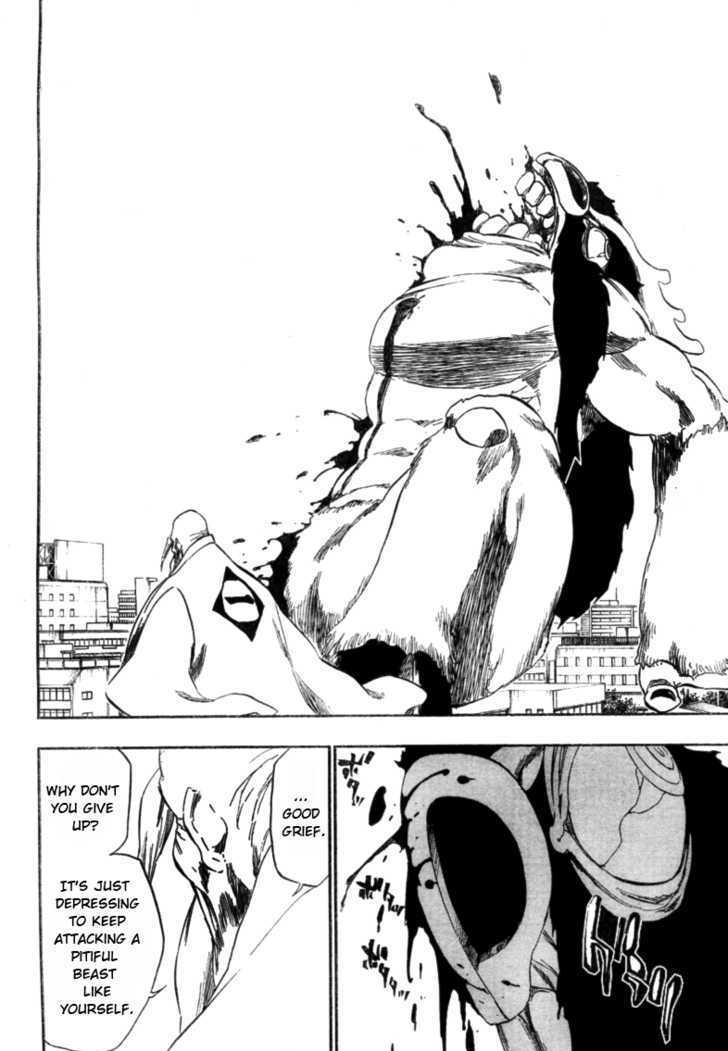 ...
GOOD
GRIEF.
WHY DON'T
YOU GIVE
UP?
IT'S JUST
DEPRESSING
TO KEEP
ATTACKING A
PITIFUL
BEAST
LIKE
YOURSELF.